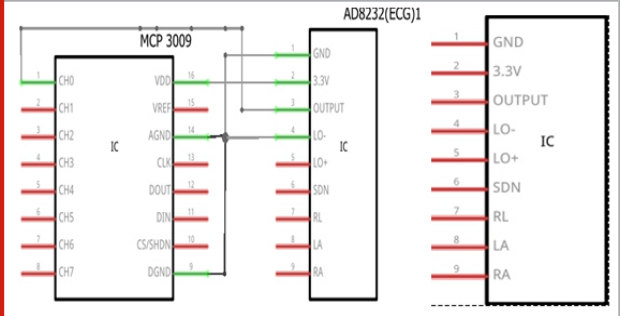 AD8232(ECG)1
MCP 3009
IC
1 CH0
2 CH1
3 CH2
4 CH3
5 CH4
6 CH5
7 CH6
8 CH7
VDD 16
VREF 15
AGND 14
CLK 13
DOUT 12
DIN 11
CS/SHDN 10
DGND 9
IC
1 GND
2 3.3V
3 OUTPUT
4 LO-
5 LO+
6 SDN
7 RL
8 LA
9 RA
IC
1 GND
2 3.3V
3 OUTPUT
4 LO-
5 LO+
6 SDN
7 RL
8 LA
9 RA